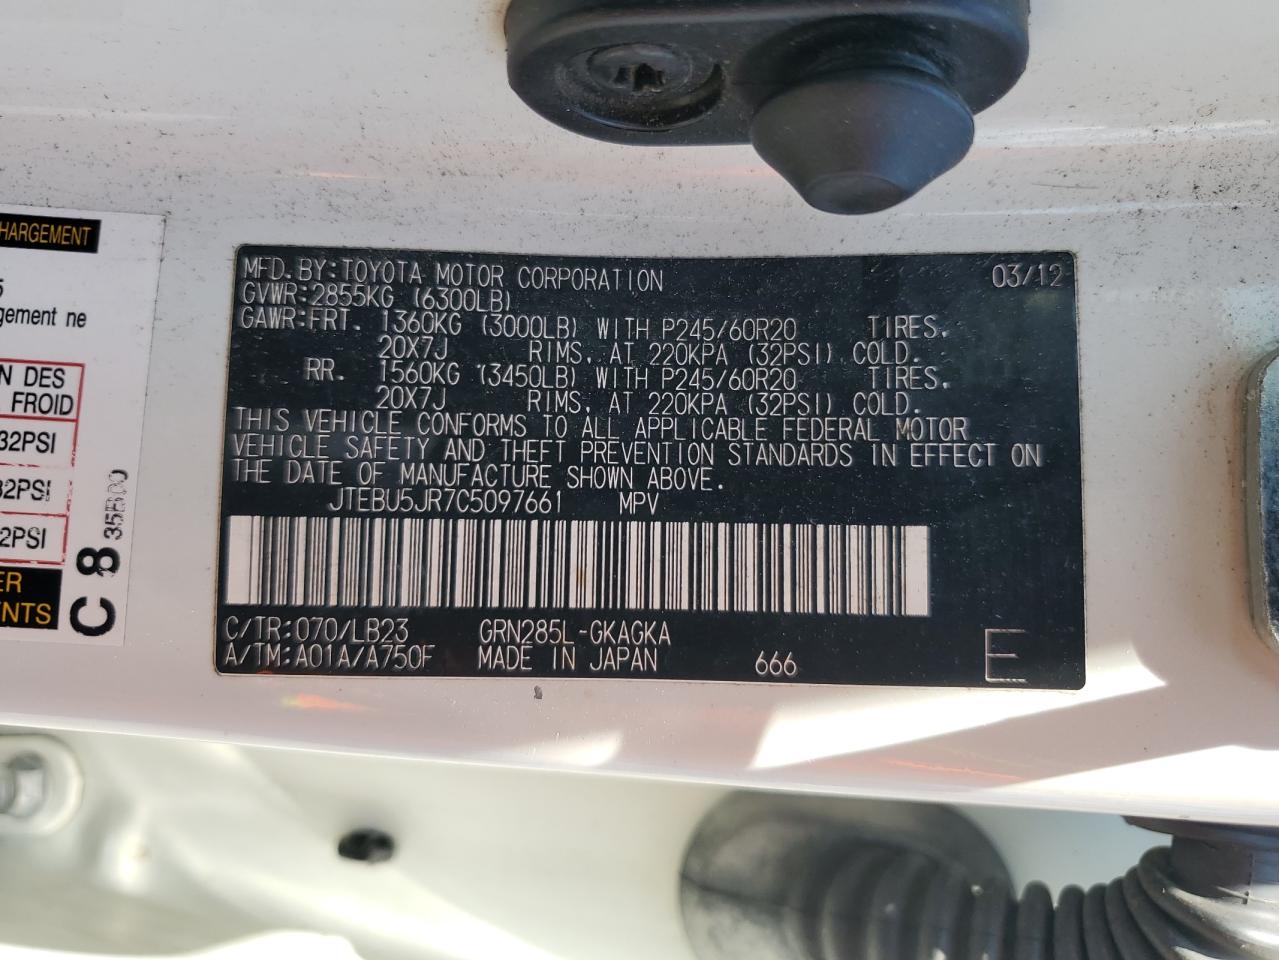 HARGEMENT
5
gement ne
N DES
FROID
32PSI
32PSI
2PSI
ER
ENTS
C 8
35B00
MFD. BY: TOYOTA MOTOR CORPORATION 03/12
GVWR: 2855KG (6300LB)
GAWR: FRT. 1360KG (3000LB) WITH P245/60R20 TIRES.
20X7J RIMS. AT 220KPA (32PSI) COLD.
RR. 1560KG (3450LB) WITH P245/60R20 TIRES.
20X7J RIMS. AT 220KPA (32PSI) COLD.
THIS VEHICLE CONFORMS TO ALL APPLICABLE FEDERAL MOTOR
VEHICLE SAFETY AND THEFT PREVENTION STANDARDS IN EFFECT ON
THE DATE OF MANUFACTURE SHOWN ABOVE.
JTEBU5JR7C5097661 MPV
C/TR: 070/LB23 GRN285L-GKAGKA
A/TM: A01A/A750F MADE IN JAPAN 666 E